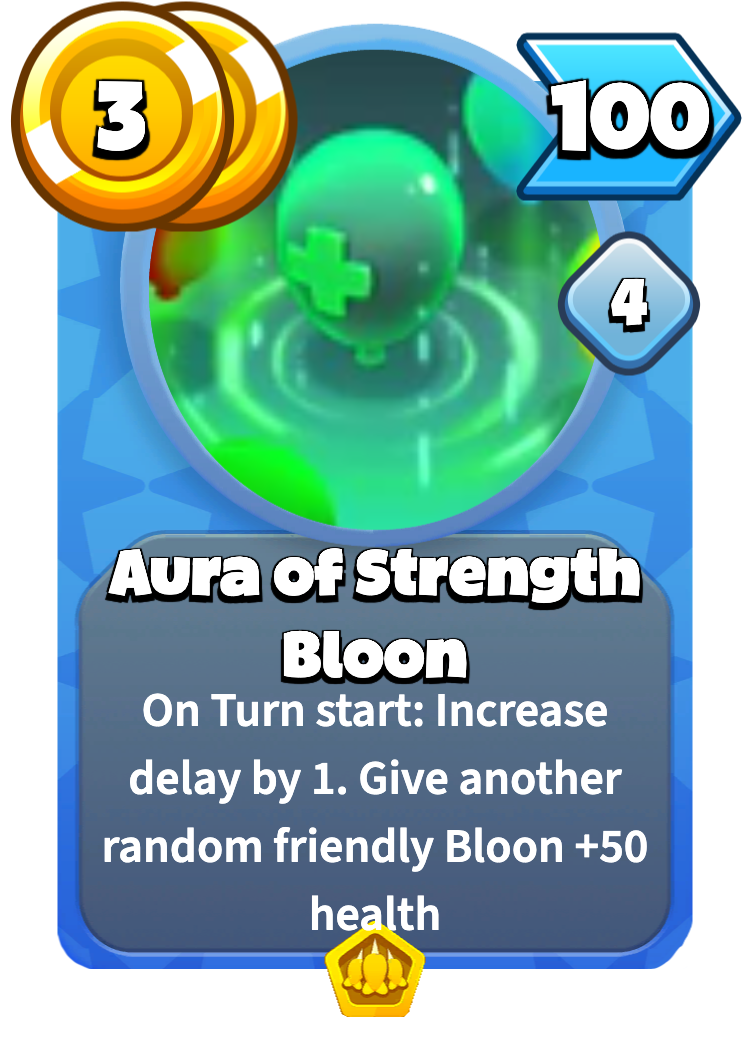 3
100
4
Aura of Strength
Bloon
On Turn start: Increase
delay by 1. Give another
random friendly Bloon +50
health